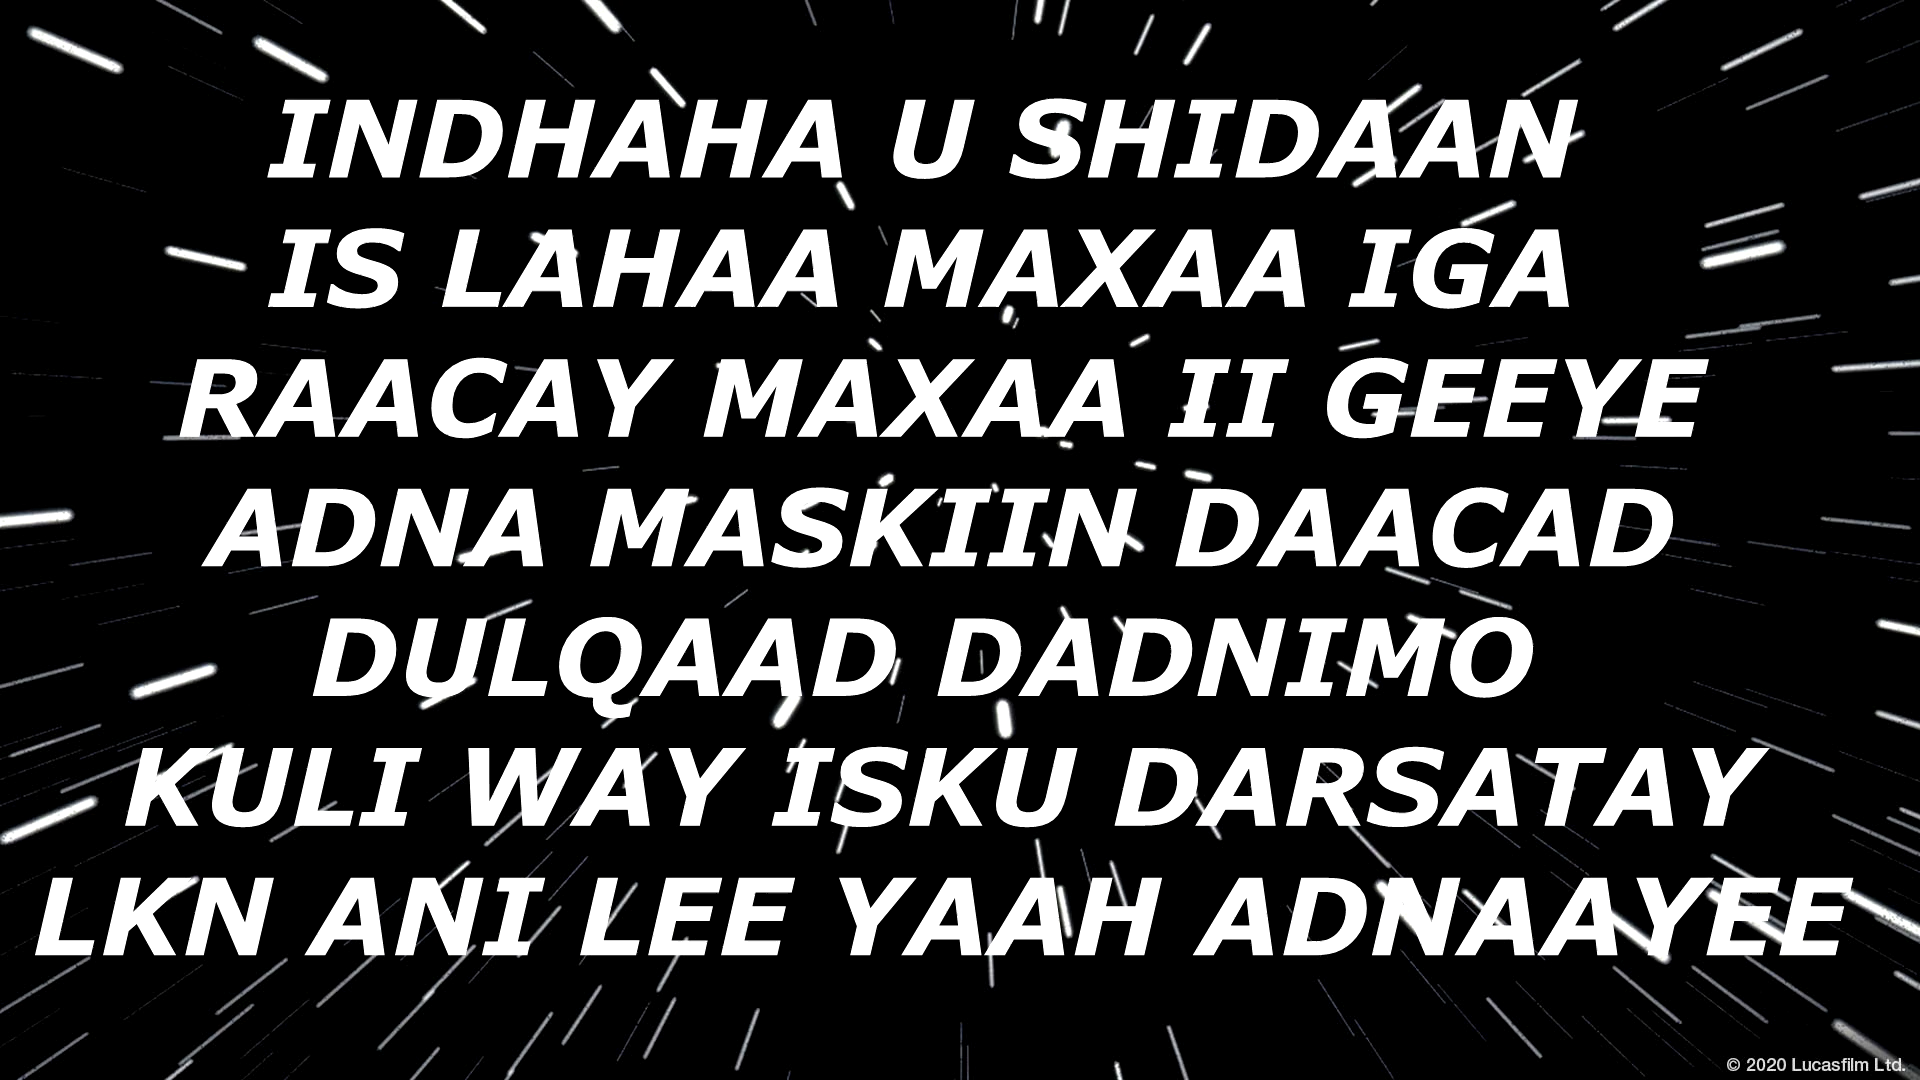 INDHAHA U SHIDAAN
IS LAHAA MAXAA IGA
RAACAY MAXAA II GEEYE
ADNA MASKIIN DAACAD
DULQAAD DADNIMO
KULI WAY ISKU DARSATAY
LKN ANI LEE YAAH ADNAAYEE
© 2020 Lucasfilm Ltd.